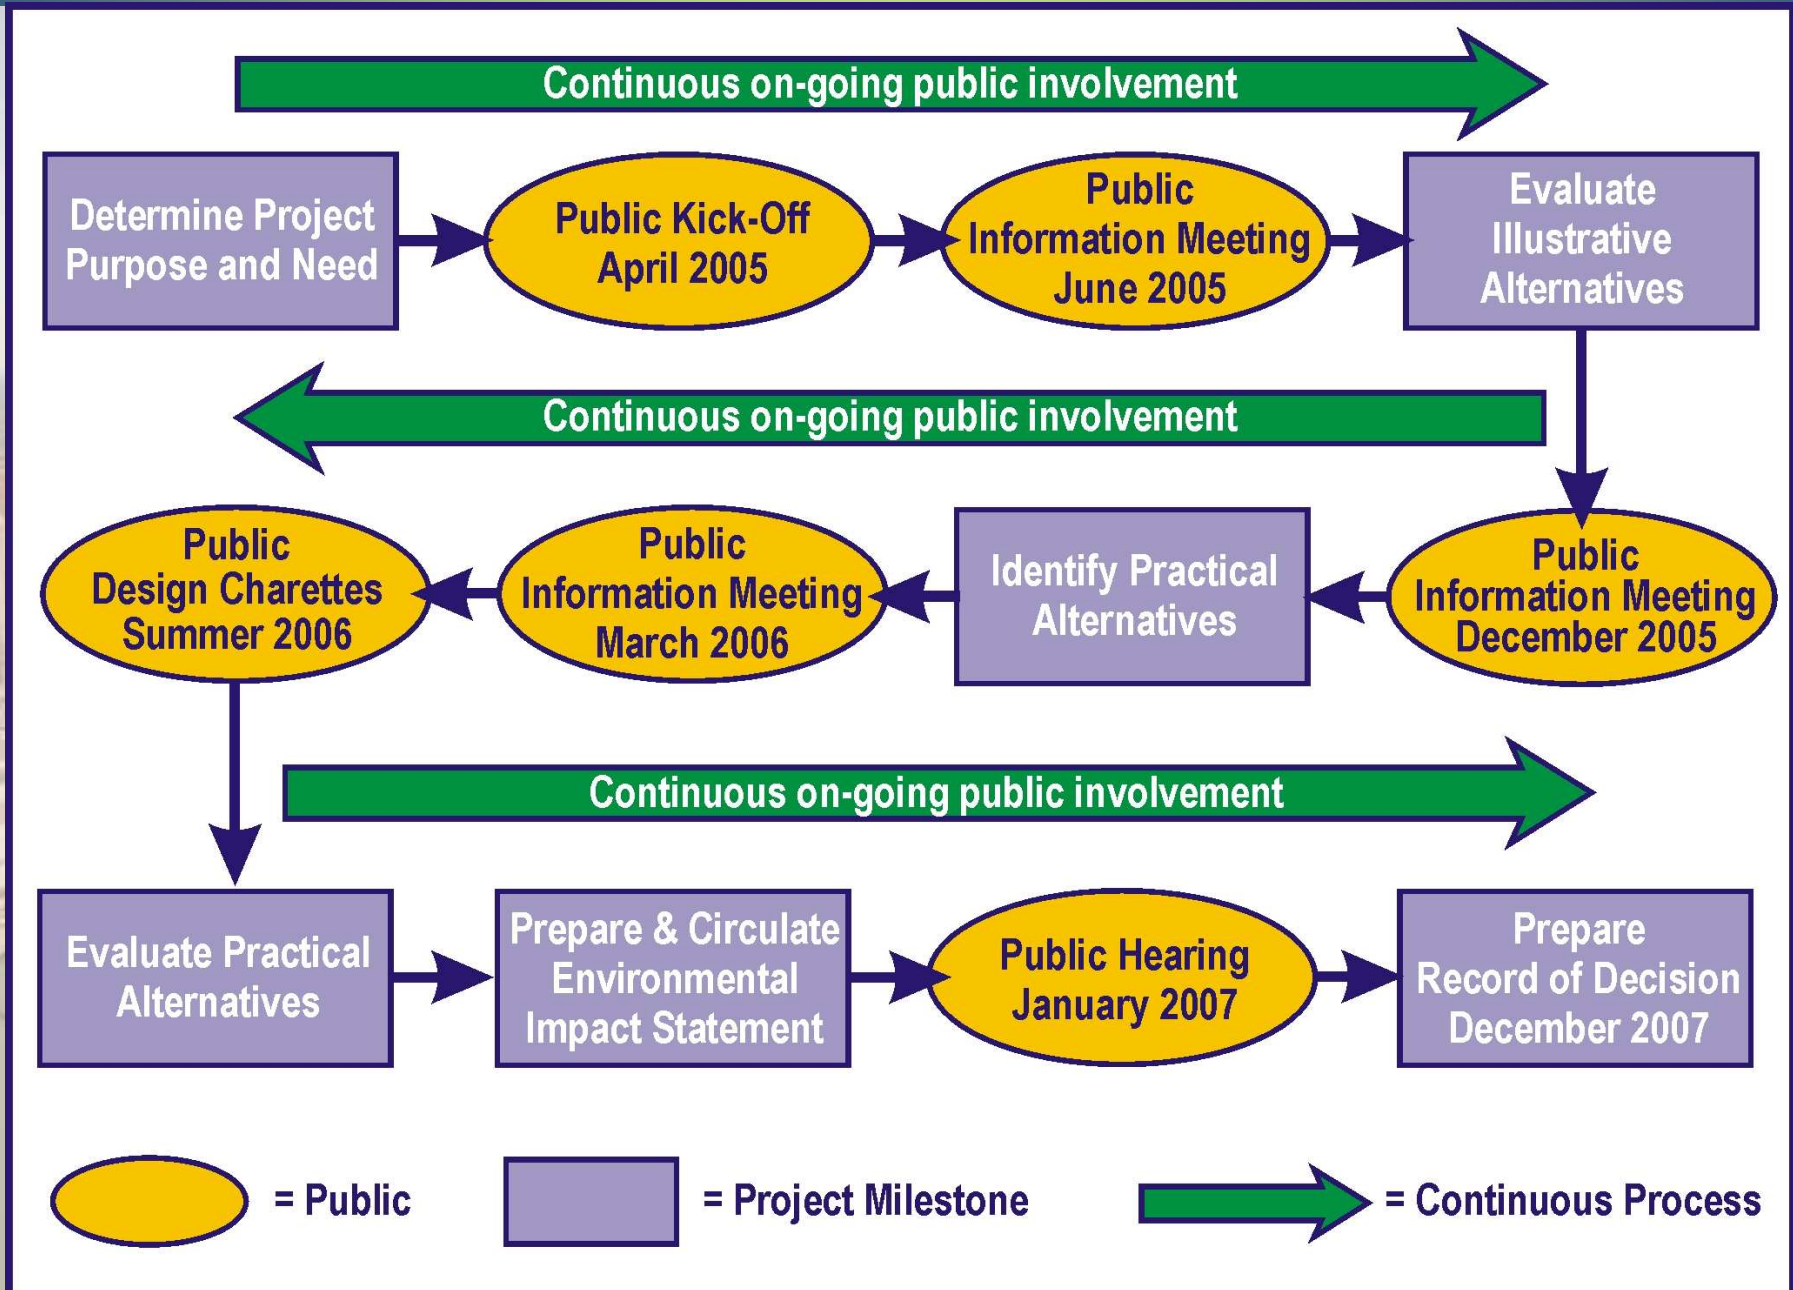 Continuous on-going public involvement
Determine Project
Purpose and Need
Public Kick-Off
April 2005
Public
Information Meeting
June 2005
Evaluate
Illustrative
Alternatives
Continuous on-going public involvement
Public
Design Charettes
Summer 2006
Public
Information Meeting
March 2006
Identify Practical
Alternatives
Public
Information Meeting
December 2005
Continuous on-going public involvement
Evaluate Practical
Alternatives
Prepare & Circulate
Environmental
Impact Statement
Public Hearing
January 2007
Prepare
Record of Decision
December 2007
= Public
= Project Milestone
= Continuous Process